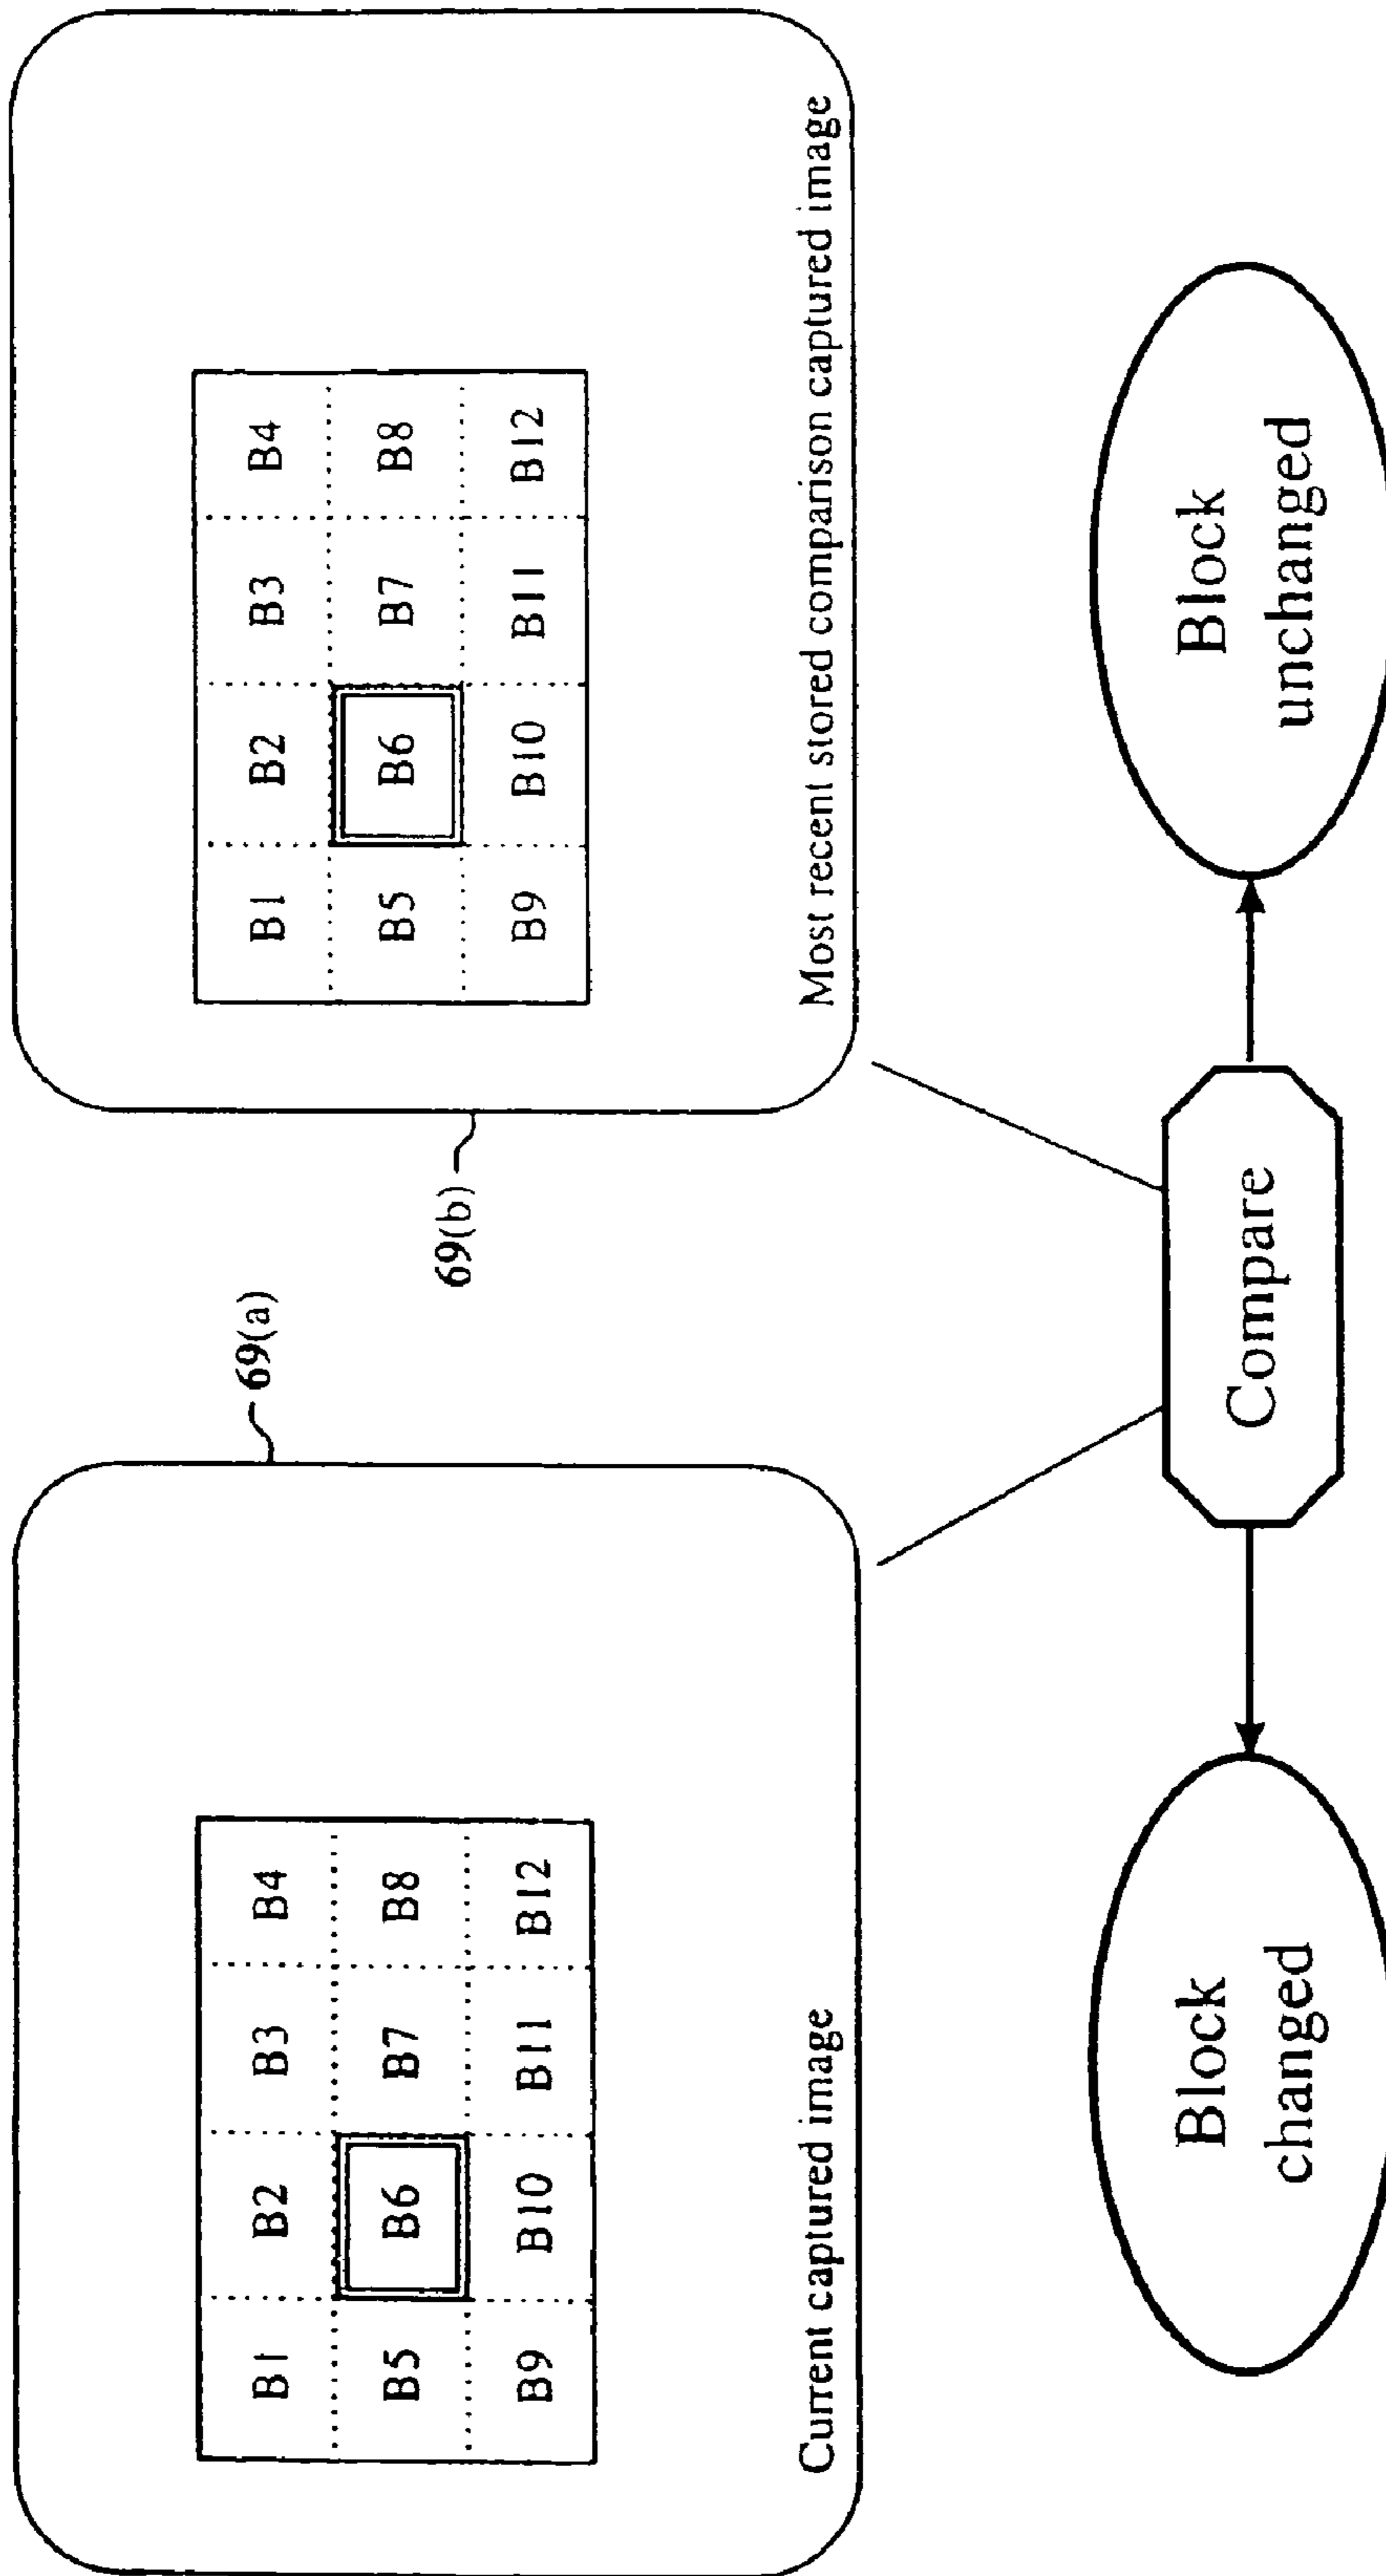 69(a)
B1 B2 B3 B4
B5 B6 B7 B8
B9 B10 B11 B12
Current captured image
69(b)
B1 B2 B3 B4
B5 B6 B7 B8
B9 B10 B11 B12
Most recent stored comparison captured image
Block
changed
Compare
Block
unchanged